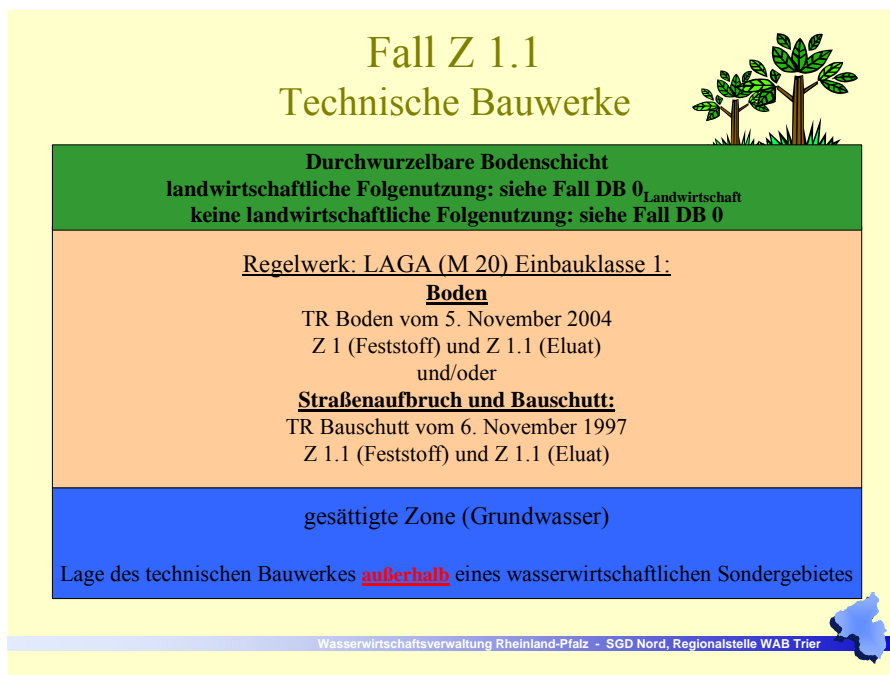 Fall Z 1.1
Technische Bauwerke
Durchwurzelbare Bodenschicht
landwirtschaftliche Folgenutzung: siehe Fall DB 0Landwirtschaft
keine landwirtschaftliche Folgenutzung: siehe Fall DB 0
Regelwerk: LAGA (M 20) Einbauklasse 1:
Boden
TR Boden vom 5. November 2004
Z 1 (Feststoff) und Z 1.1 (Eluat)
und/oder
Straßenaufbruch und Bauschutt:
TR Bauschutt vom 6. November 1997
Z 1.1 (Feststoff) und Z 1.1 (Eluat)
gesättigte Zone (Grundwasser)
Lage des technischen Bauwerkes außerhalb eines wasserwirtschaftlichen Sondergebietes
Wasserwirtschaftsverwaltung Rheinland-Pfalz - SGD Nord, Regionalstelle WAB Trier